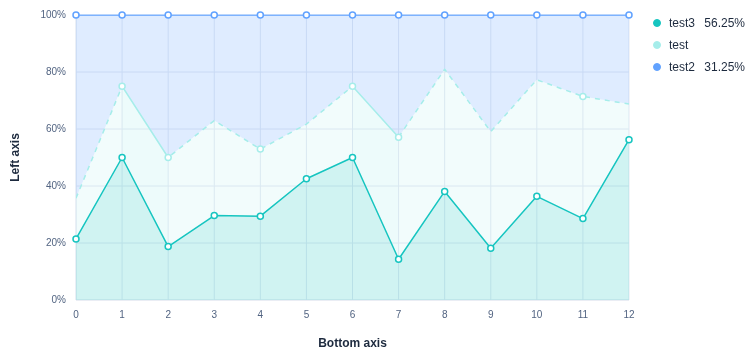 100%
80%
60%
40%
20%
0%
Left axis
0 1 2 3 4 5 6 7 8 9 10 11 12
Bottom axis
test3 56.25%
test
test2 31.25%